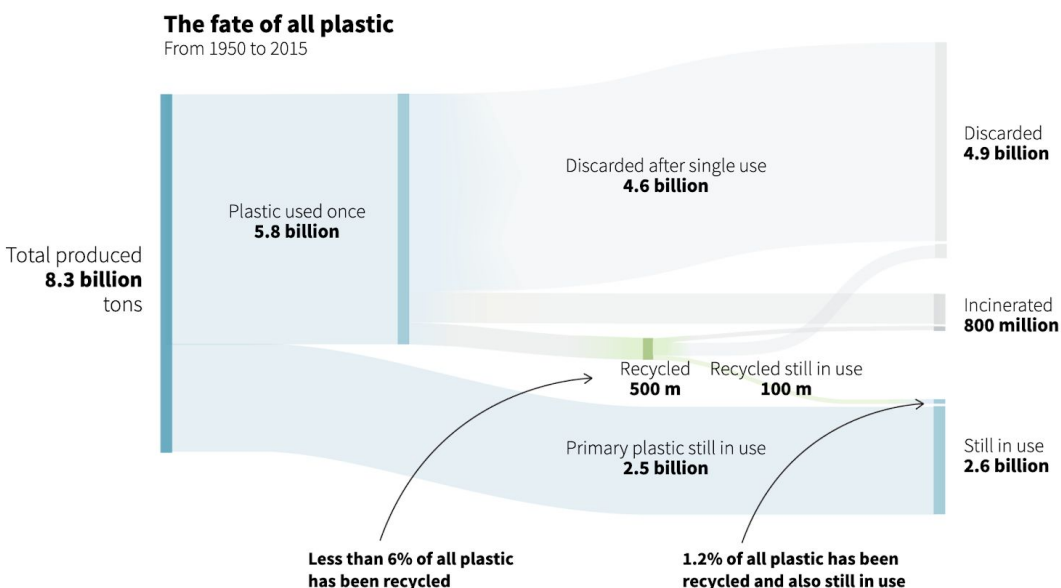 The fate of all plastic
From 1950 to 2015
Total produced
8.3 billion
tons
Plastic used once
5.8 billion
Discarded after single use
4.6 billion
Discarded
4.9 billion
Incinerated
800 million
Recycled
500 m
Recycled still in use
100 m
Primary plastic still in use
2.5 billion
Still in use
2.6 billion
Less than 6% of all plastic
has been recycled
1.2% of all plastic has been
recycled and also still in use